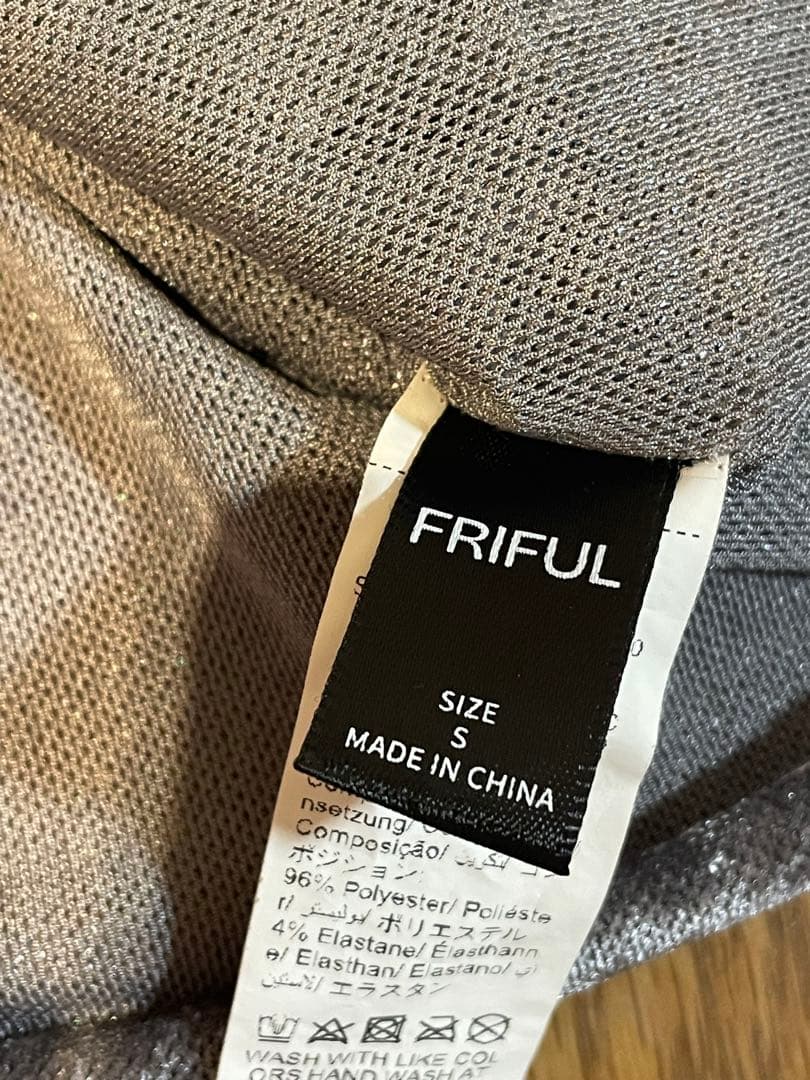 FRIFUL
SIZE
S
MADE IN CHINA
nsetzung/
Composição/
ポジション:
96% Polyester/ Poliéste
r/ بوليستر/ ポリエステル
4% Elastane/ Élasthann
e/ Elasthan/ Elastano/
الاستين/ エラスタン
WASH WITH LIKE COL
ORS HAND WASH AT